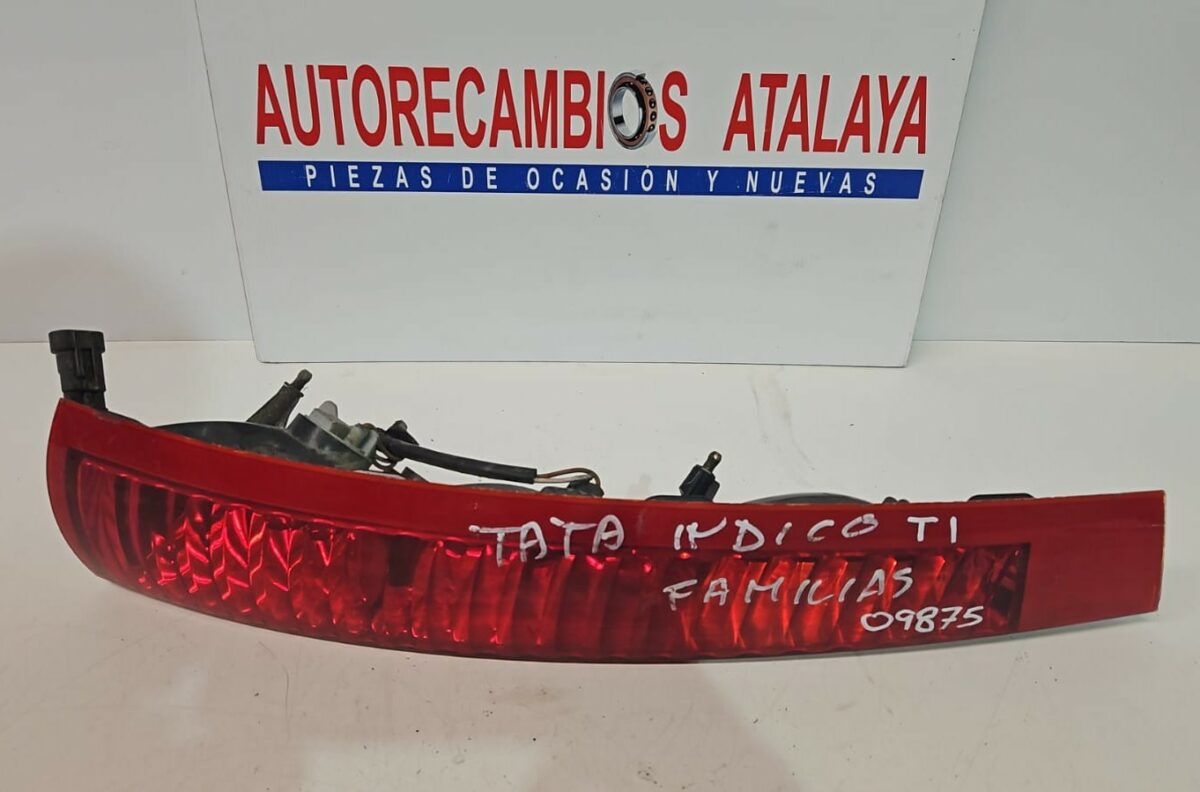 AUTORECAMBIOS ATALAYA
PIEZAS DE OCASIÓN Y NUEVAS
TATA INDICO TI
FAMILIAS
09875